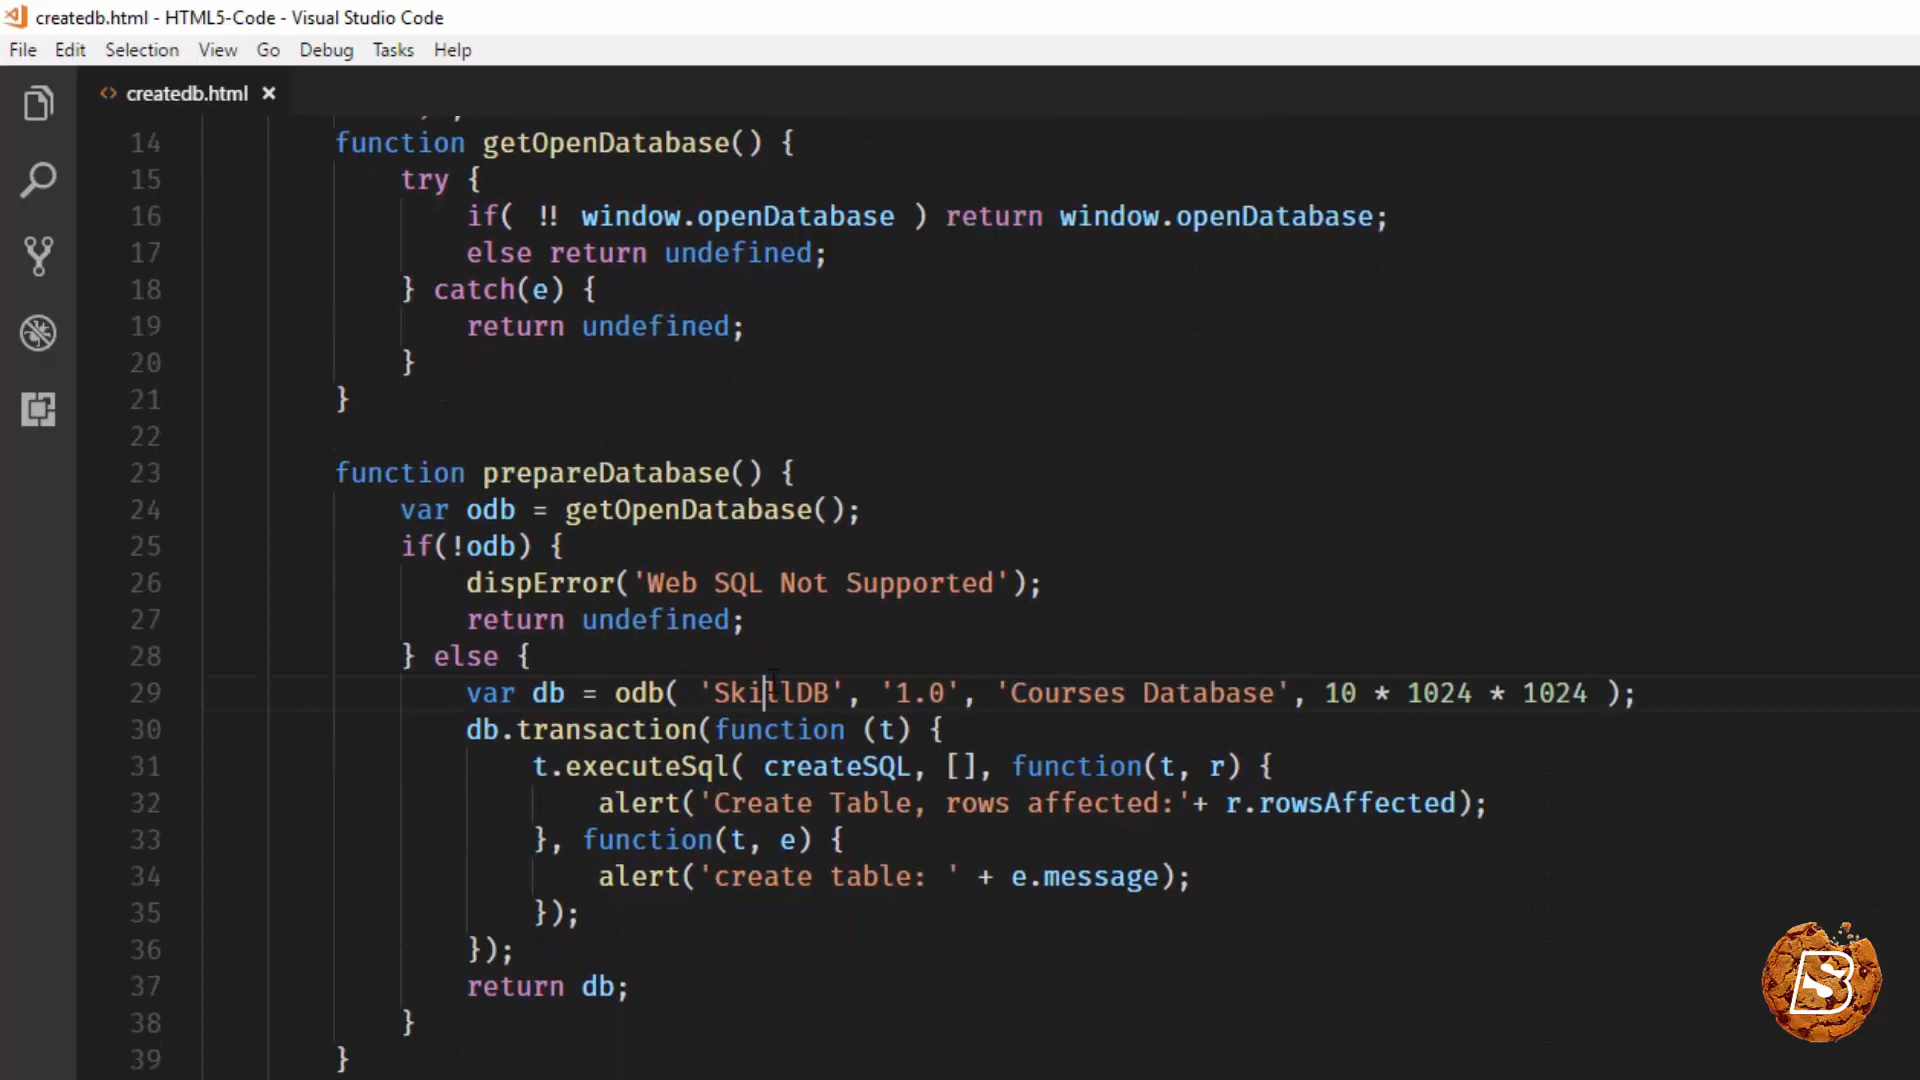 createdb.html - HTML5-Code - Visual Studio Code
File Edit Selection View Go Debug Tasks Help
createdb.html
14 function getOpenDatabase() {
15 try {
16 if( !! window.openDatabase ) return window.openDatabase;
17 else return undefined;
18 } catch(e) {
19 return undefined;
20 }
21 }
22
23 function prepareDatabase() {
24 var odb = getOpenDatabase();
25 if(!odb) {
26 dispError('Web SQL Not Supported');
27 return undefined;
28 } else {
29 var db = odb( 'SkillDB', '1.0', 'Courses Database', 10 * 1024 * 1024 );
30 db.transaction(function (t) {
31 t.executeSql( createSQL, [], function(t, r) {
32 alert('Create Table, rows affected:'+ r.rowsAffected);
33 }, function(t, e) {
34 alert('create table: ' + e.message);
35 });
36 });
37 return db;
38 }
39 }